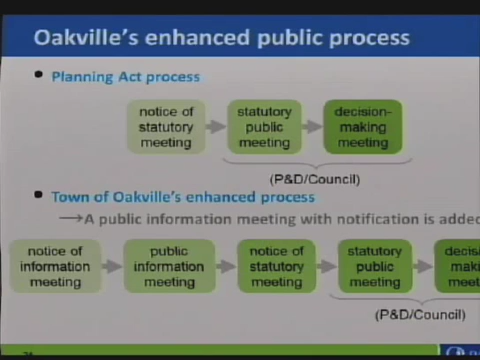 Oakville's enhanced public process
• Planning Act process
notice of
statutory
meeting
statutory
public
meeting
decision-
making
meeting
(P&D/Council)
• Town of Oakville's enhanced process
→A public information meeting with notification is added
notice of
information
meeting
public
information
meeting
notice of
statutory
meeting
statutory
public
meeting
(P&D/Council)